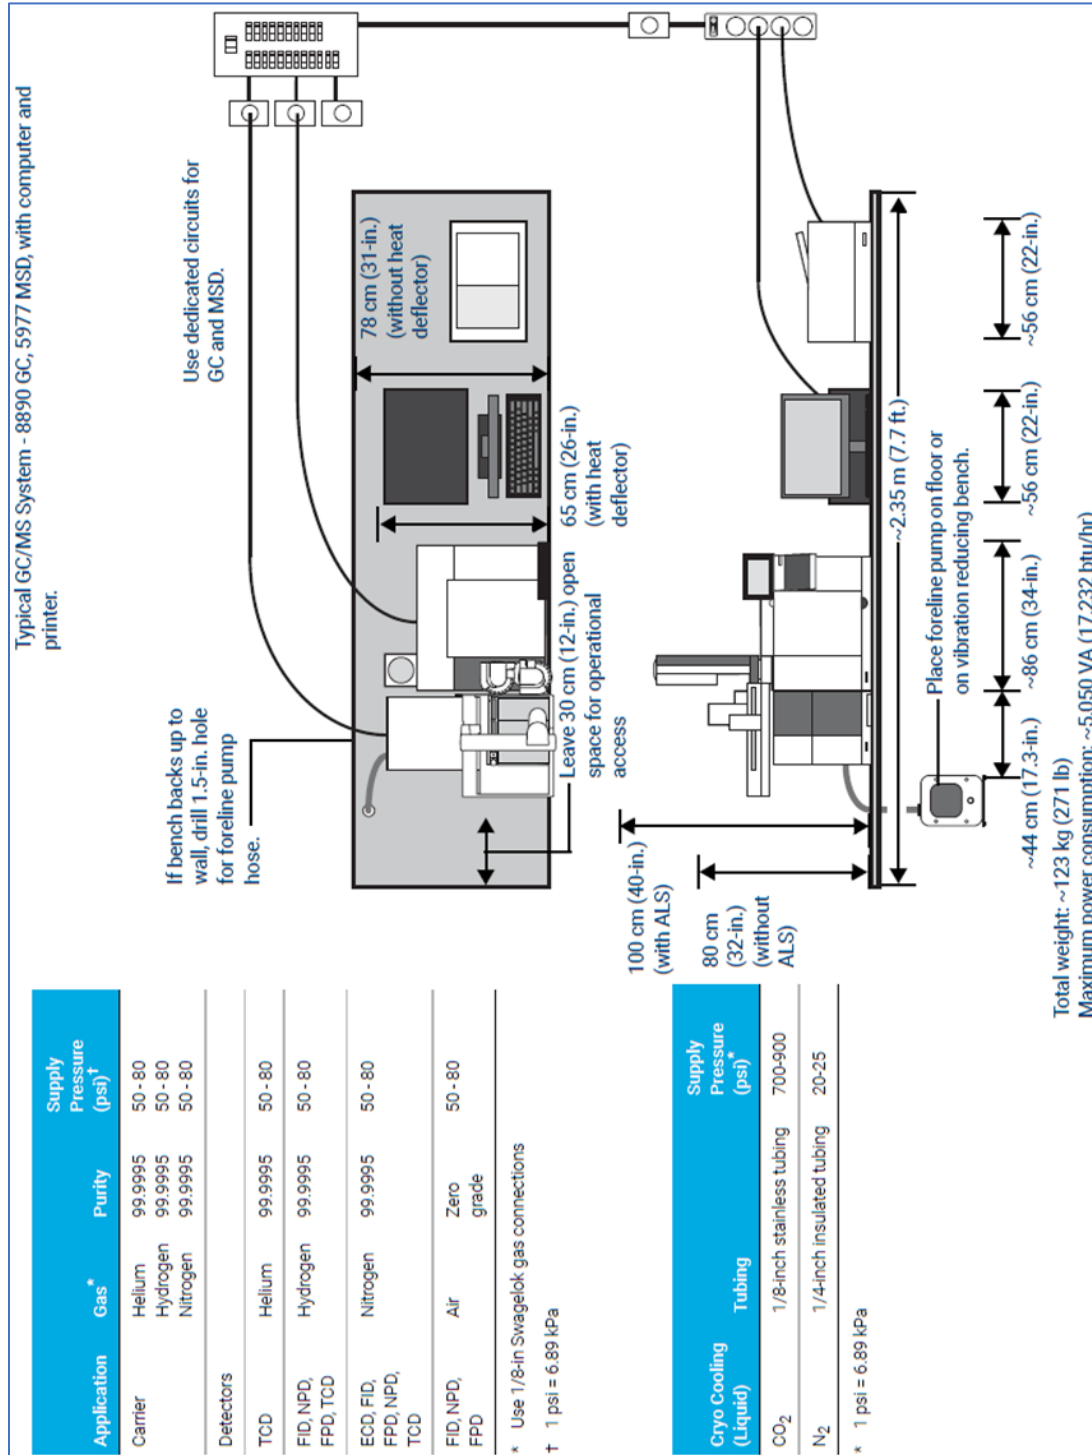 Typical GC/MS System - 8890 GC, 5977 MSD, with computer and
printer.
If bench backs up to
wall, drill 1.5-in. hole
for foreline pump
hose.
Use dedicated circuits for
GC and MSD.
78 cm (31-in.)
(without heat
deflector)
65 cm (26-in.)
(with heat
deflector)
Leave 30 cm (12-in.) open
space for operational
access
100 cm (40-in.)
(with ALS)
80 cm
(32-in.)
(without
ALS)
~2.35 m (7.7 ft.)
Place foreline pump on floor or
on vibration reducing bench.
~44 cm (17.3-in.) ~86 cm (34-in.) ~56 cm (22-in.) ~56 cm (22-in.)
Total weight: ~123 kg (271 lb)
Maximum power consumption: ~5,050 VA (17,232 btu/hr)
Application Gas* Purity Supply
Pressure
(psi)†
Carrier Helium 99.9995 50 - 80
Hydrogen 99.9995 50 - 80
Nitrogen 99.9995 50 - 80
Detectors
TCD Helium 99.9995 50 - 80
FID, NPD, Hydrogen 99.9995 50 - 80
FPD, TCD
ECD, FID, Nitrogen 99.9995 50 - 80
FPD, NPD,
TCD
FID, NPD, Air Zero 50 - 80
FPD grade
* Use 1/8-in Swagelok gas connections
† 1 psi = 6.89 kPa
Cryo Cooling
(Liquid) Tubing Supply
Pressure
(psi)*
CO₂ 1/8-inch stainless tubing 700-900
N₂ 1/4-inch insulated tubing 20-25
* 1 psi = 6.89 kPa